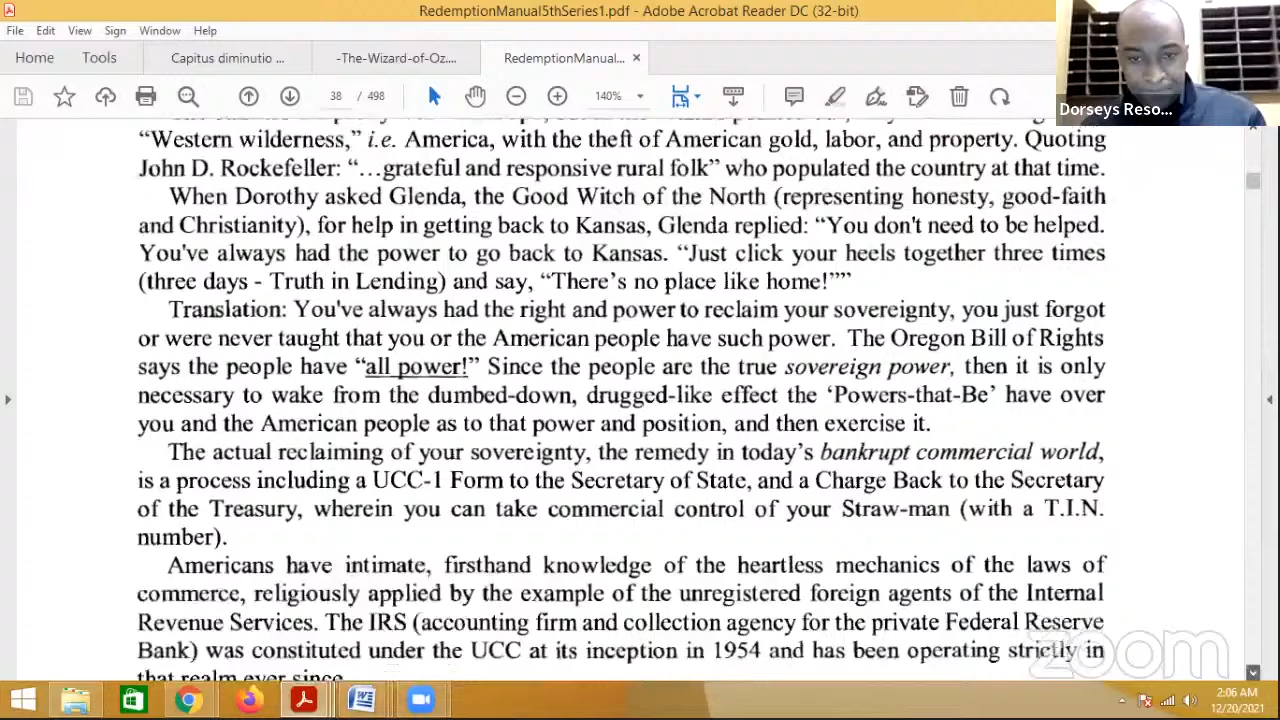 RedemptionManual5thSeries1.pdf - Adobe Acrobat Reader DC (32-bit)
File Edit View Sign Window Help
Home Tools Capitus diminutio ... -The-Wizard-of-Oz.... RedemptionManual... ×
38 / 48 140%
Dorseys Reso...
“Western wilderness,” i.e. America, with the theft of American gold, labor, and property. Quoting
John D. Rockefeller: “…grateful and responsive rural folk” who populated the country at that time.
When Dorothy asked Glenda, the Good Witch of the North (representing honesty, good-faith
and Christianity), for help in getting back to Kansas, Glenda replied: “You don't need to be helped.
You've always had the power to go back to Kansas. “Just click your heels together three times
(three days - Truth in Lending) and say, “There’s no place like home!””
Translation: You've always had the right and power to reclaim your sovereignty, you just forgot
or were never taught that you or the American people have such power. The Oregon Bill of Rights
says the people have “all power!” Since the people are the true sovereign power, then it is only
necessary to wake from the dumbed-down, drugged-like effect the ‘Powers-that-Be’ have over
you and the American people as to that power and position, and then exercise it.
The actual reclaiming of your sovereignty, the remedy in today’s bankrupt commercial world,
is a process including a UCC-1 Form to the Secretary of State, and a Charge Back to the Secretary
of the Treasury, wherein you can take commercial control of your Straw-man (with a T.I.N.
number).
Americans have intimate, firsthand knowledge of the heartless mechanics of the laws of
commerce, religiously applied by the example of the unregistered foreign agents of the Internal
Revenue Services. The IRS (accounting firm and collection agency for the private Federal Reserve
Bank) was constituted under the UCC at its inception in 1954 and has been operating strictly in
that realm ever since.
zoom
2:06 AM
12/20/2021